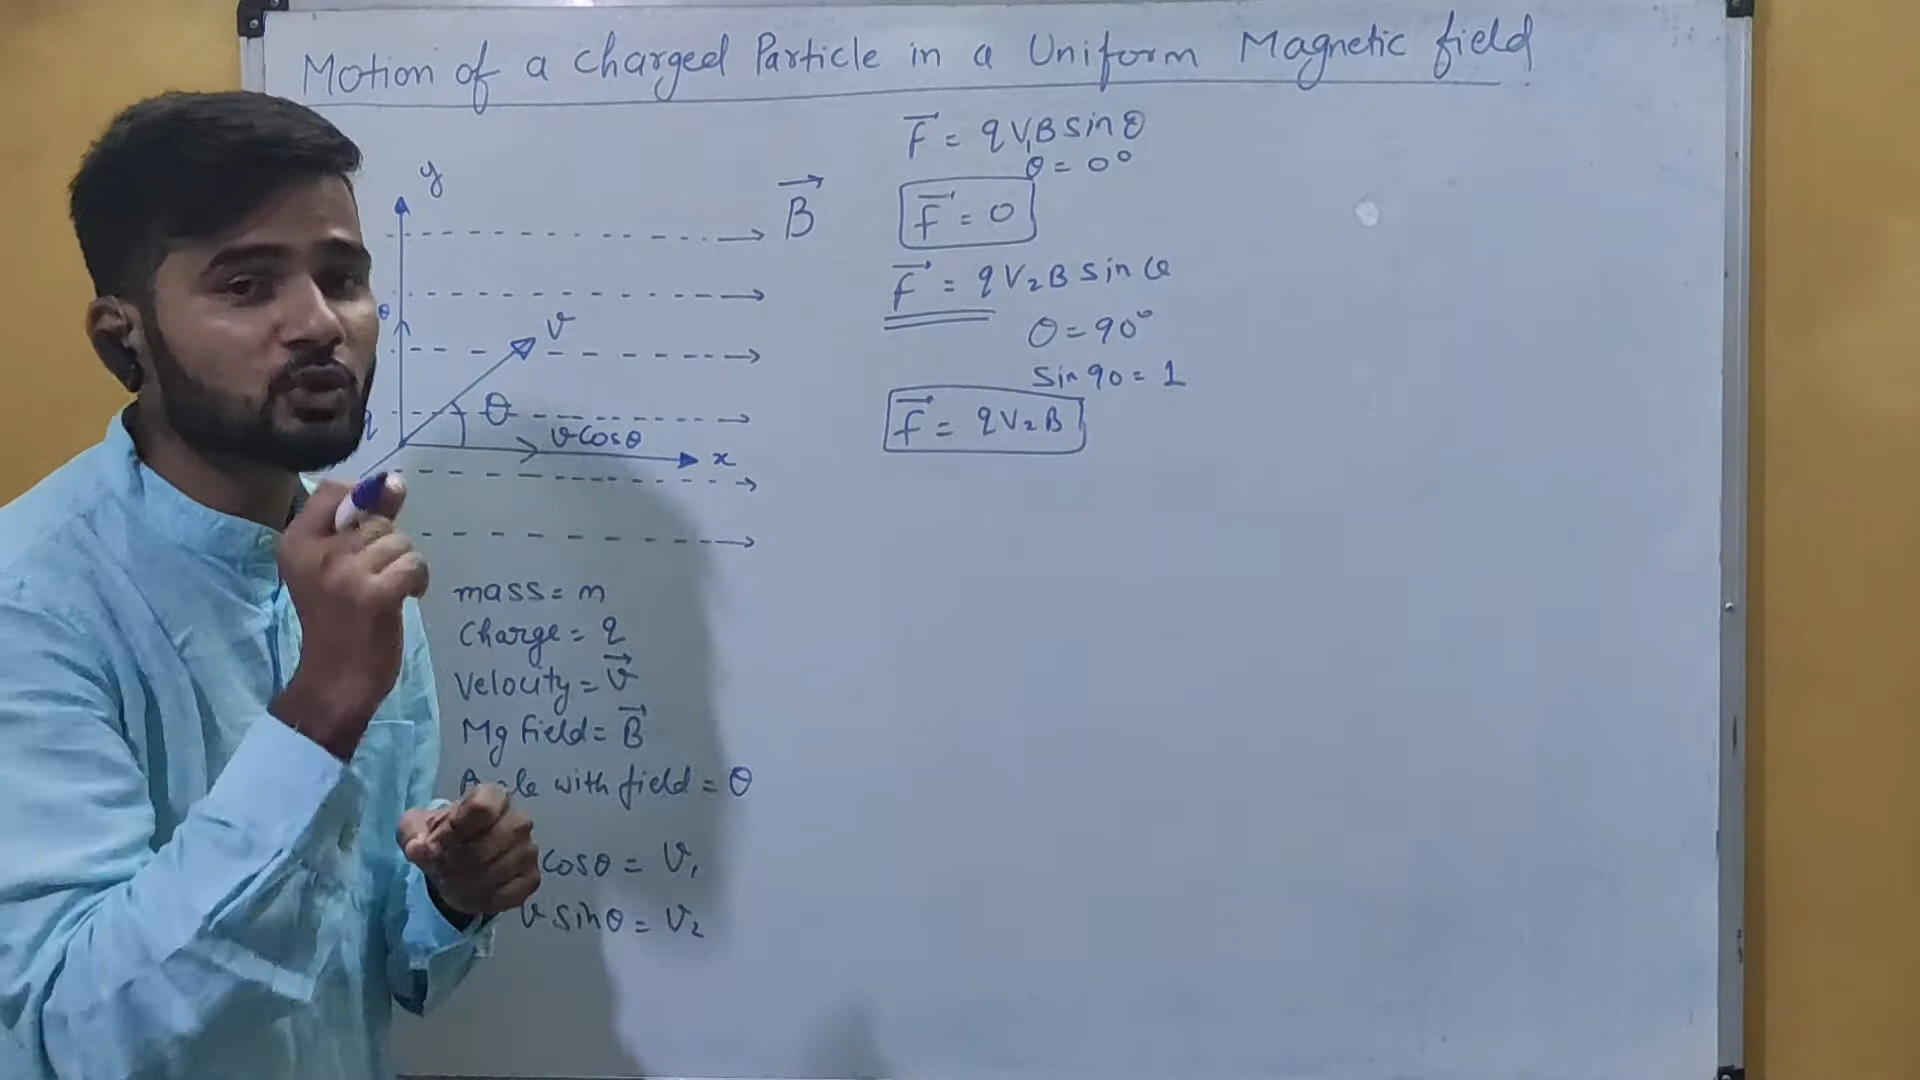 Motion of a Charged Particle in a Uniform Magnetic field
y
B
v
θ
θ
v cosθ
x
q
mass = m
Charge = q
Velocity = v
Mg field = B
Angle with field = θ
cosθ = V₁
v sinθ = V₂
F = qV₁B sinθ
θ = 0°
F = 0
F = qV₂B sinθ
θ = 90°
sin 90 = 1
F = qV₂B